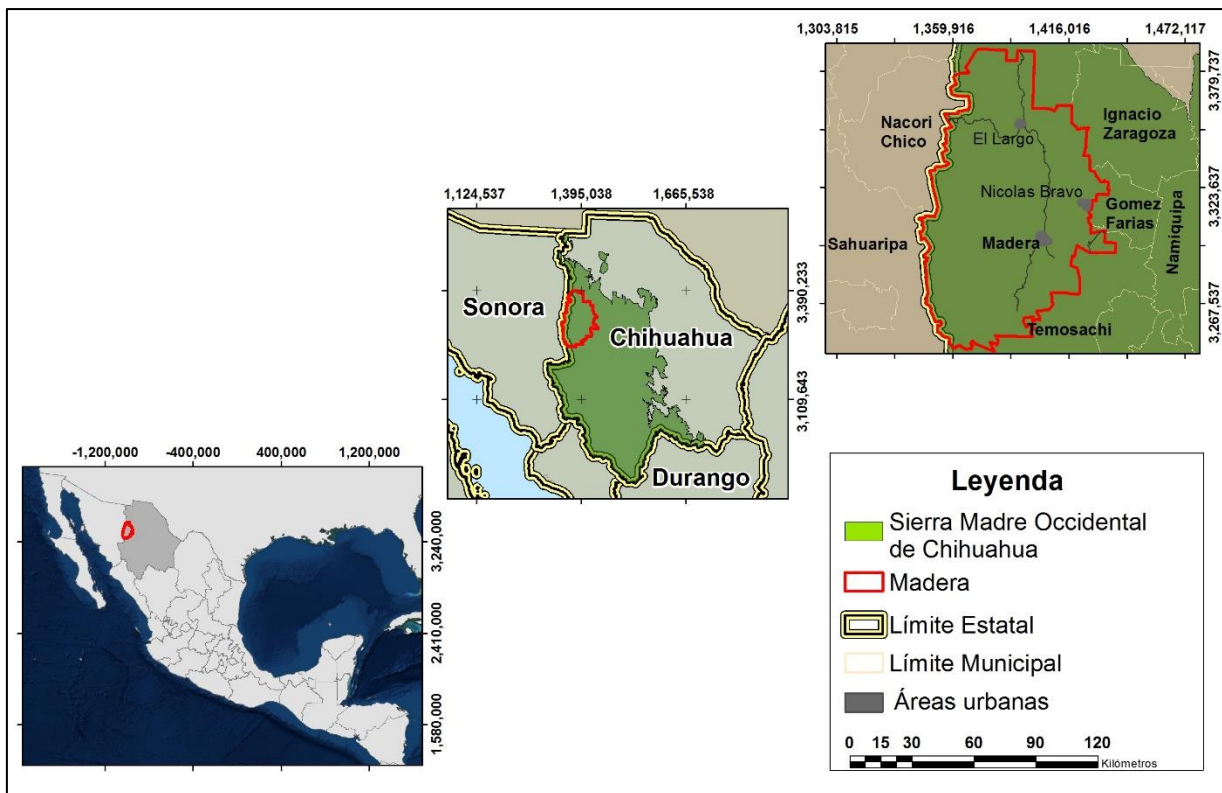 1,303,815 1,359,916 1,416,016 1,472,117
3,379,737
3,323,637
3,267,537
Nacori
Chico
El Largo
Ignacio
Zaragoza
Nicolas Bravo
Gomez
Farias
Namiquipa
Sahuaripa
Madera
Temosachi
1,124,537 1,395,038 1,665,538
3,390,233
3,109,643
Sonora
Chihuahua
Durango
-1,200,000 -400,000 400,000 1,200,000
3,240,000
2,410,000
1,580,000
Leyenda
Sierra Madre Occidental
de Chihuahua
Madera
Límite Estatal
Límite Municipal
Áreas urbanas
0 15 30 60 90 120
Kilómetros